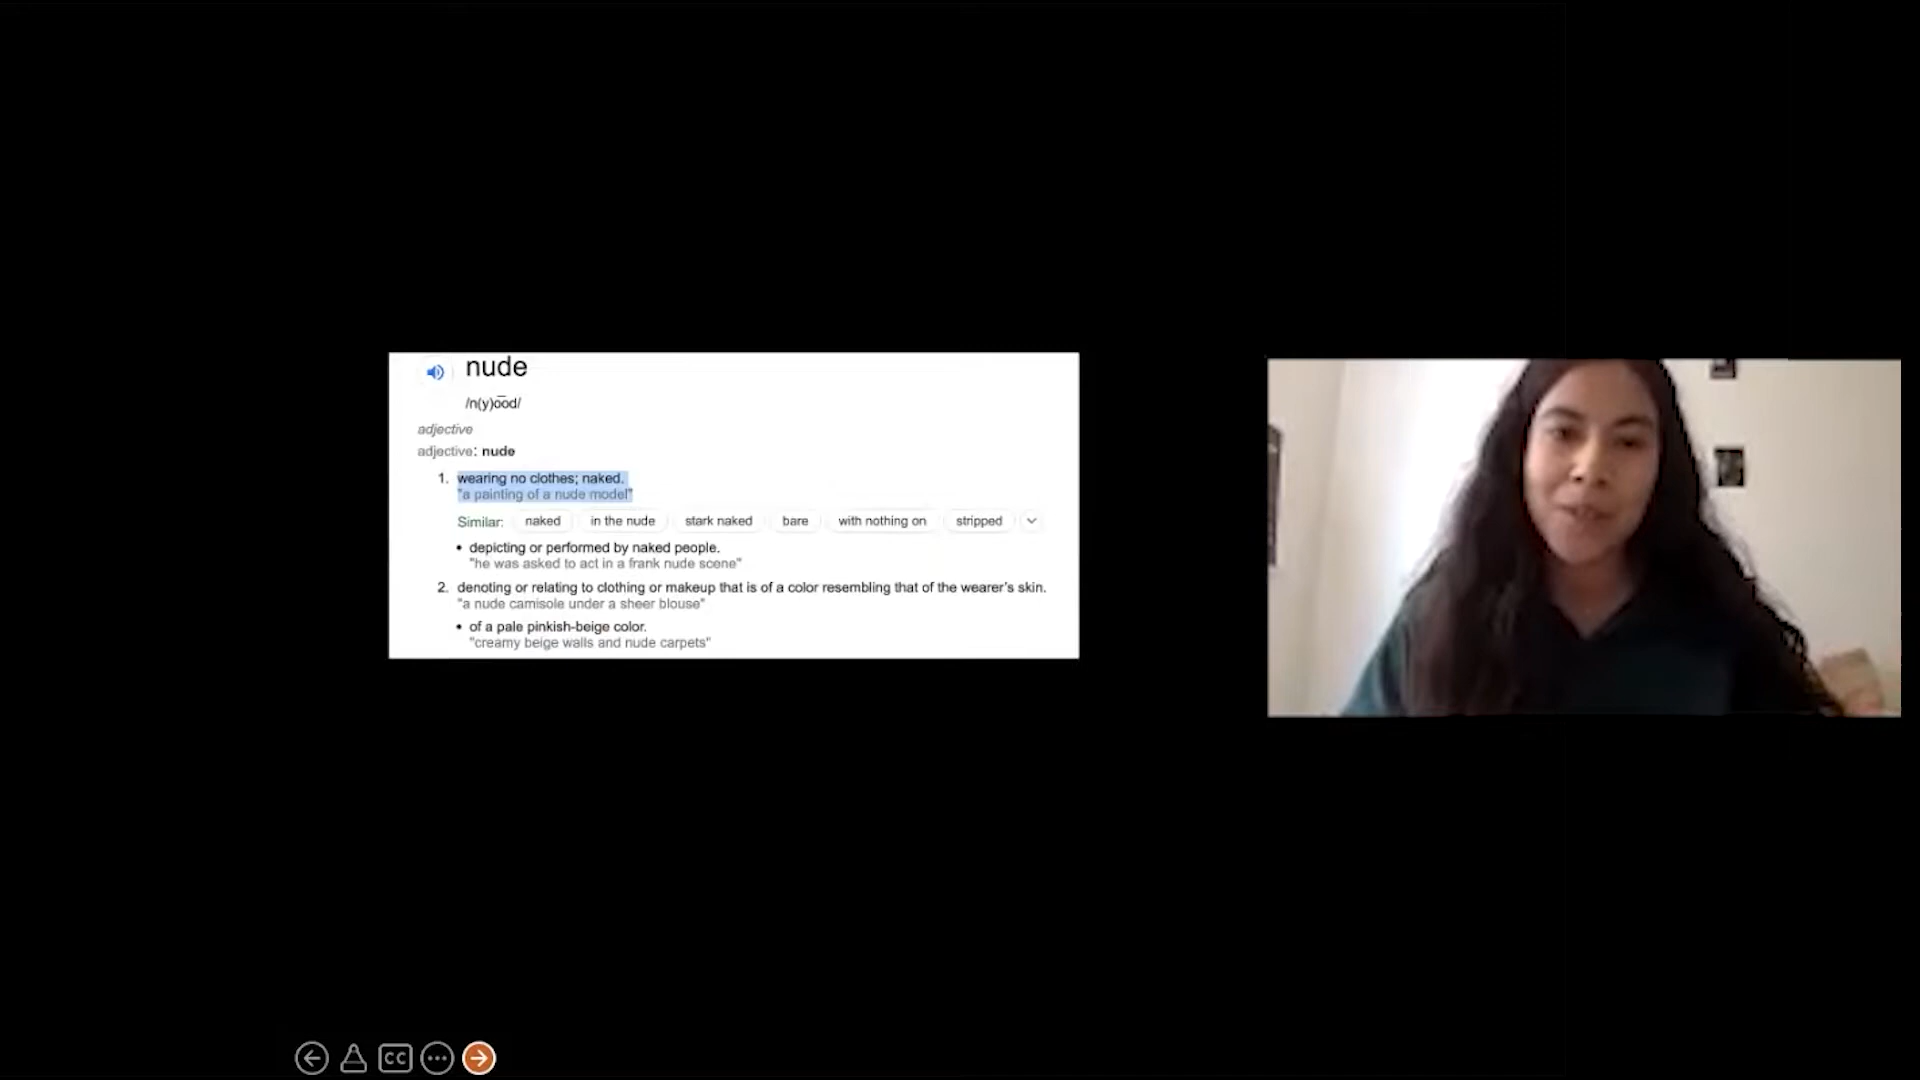 nude
/n(y)o͞od/
adjective
adjective: nude
1. wearing no clothes; naked.
"a painting of a nude model"
Similar: naked in the nude stark naked bare with nothing on stripped
• depicting or performed by naked people.
"he was asked to act in a frank nude scene"
2. denoting or relating to clothing or makeup that is of a color resembling that of the wearer's skin.
"a nude camisole under a sheer blouse"
• of a pale pinkish-beige color.
"creamy beige walls and nude carpets"
CC